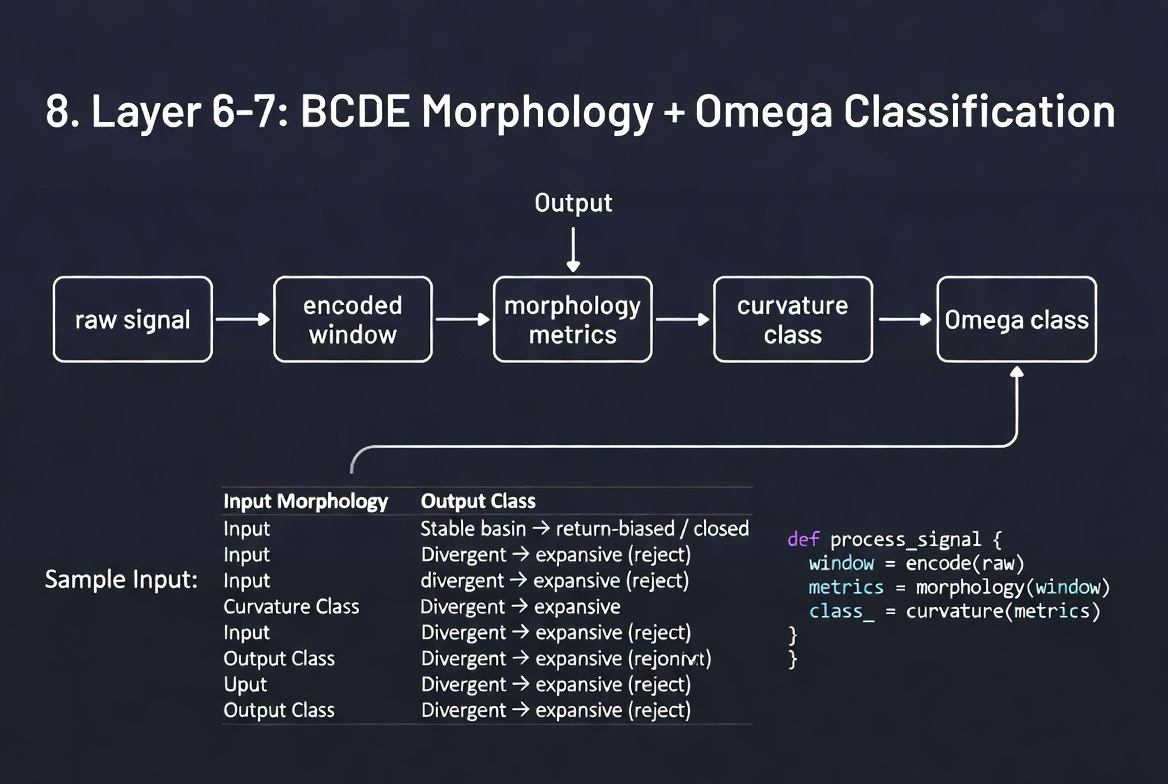 8. Layer 6-7: BCDE Morphology + Omega Classification
Output
raw signal
encoded
window
morphology
metrics
curvature
class
Omega class
Sample Input:
Input Morphology Output Class
Input Stable basin → return-biased / closed
Input Divergent → expansive (reject)
Input divergent → expansive (reject)
Curvature Class Divergent → expansive
Input Divergent → expansive (reject)
Output Class Divergent → expansive
Uput Divergent → expansive (reject)
Output Class Divergent → expansive (reject)
def process_signal {
window = encode(raw)
metrics = morphology(window)
class_ = curvature(metrics)
}
}